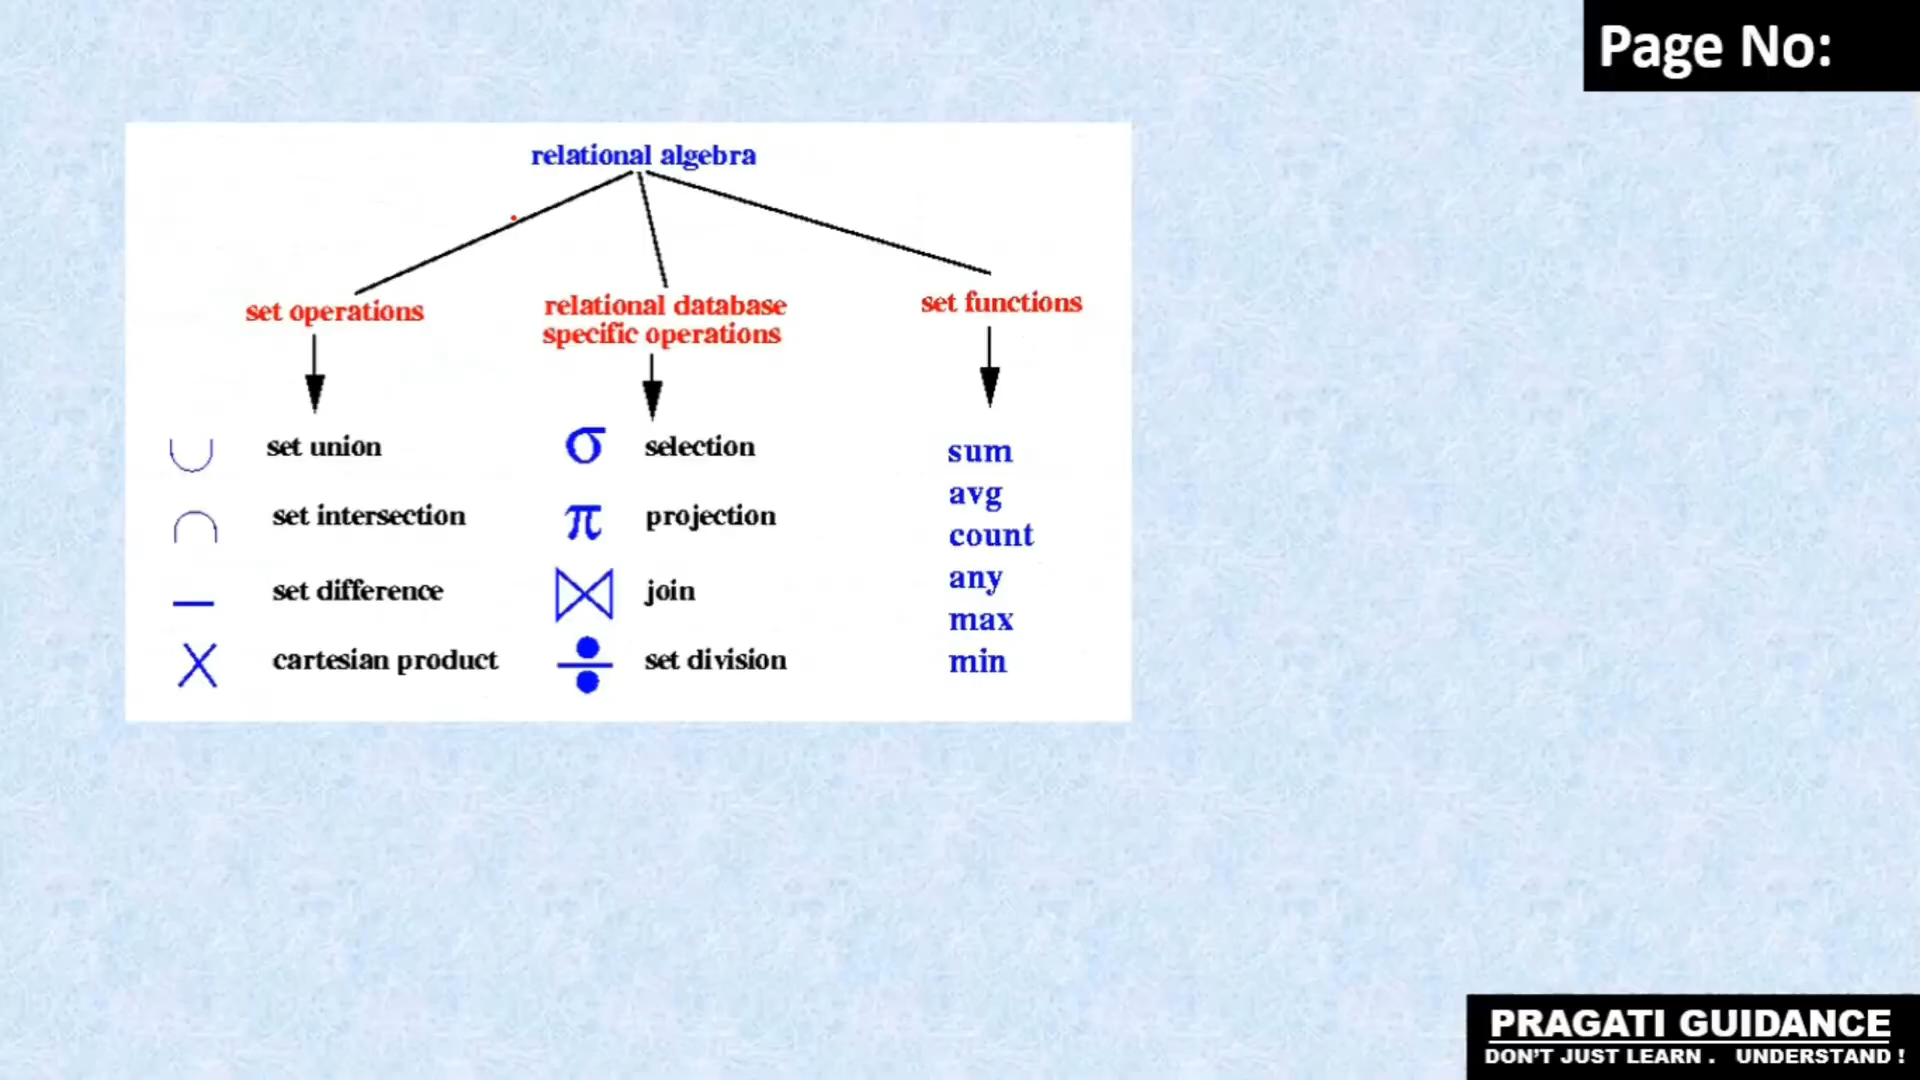 Page No:
relational algebra
set operations
relational database
specific operations
set functions
∪ set union
∩ set intersection
− set difference
X cartesian product
σ selection
π projection
⋈ join
÷ set division
sum
avg
count
any
max
min
PRAGATI GUIDANCE
DON'T JUST LEARN . UNDERSTAND !